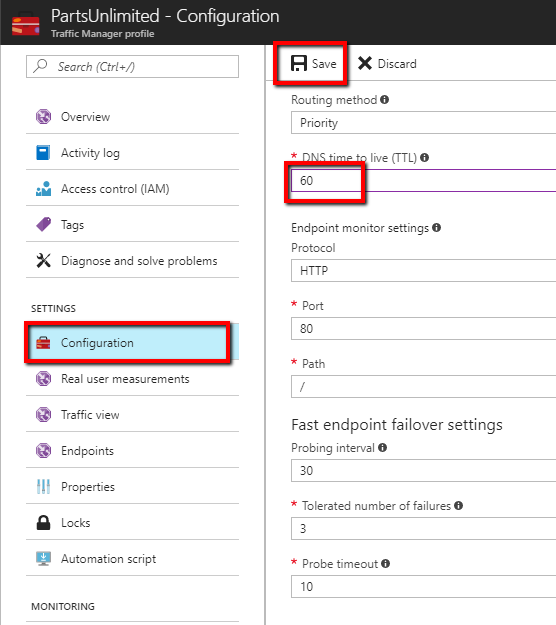 PartsUnlimited - Configuration
Traffic Manager profile
Search (Ctrl+/)
Overview
Activity log
Access control (IAM)
Tags
Diagnose and solve problems
SETTINGS
Configuration
Real user measurements
Traffic view
Endpoints
Properties
Locks
Automation script
MONITORING
Save
Discard
Routing method
Priority
* DNS time to live (TTL)
60
Endpoint monitor settings
Protocol
HTTP
* Port
80
* Path
/
Fast endpoint failover settings
Probing interval
30
* Tolerated number of failures
3
* Probe timeout
10